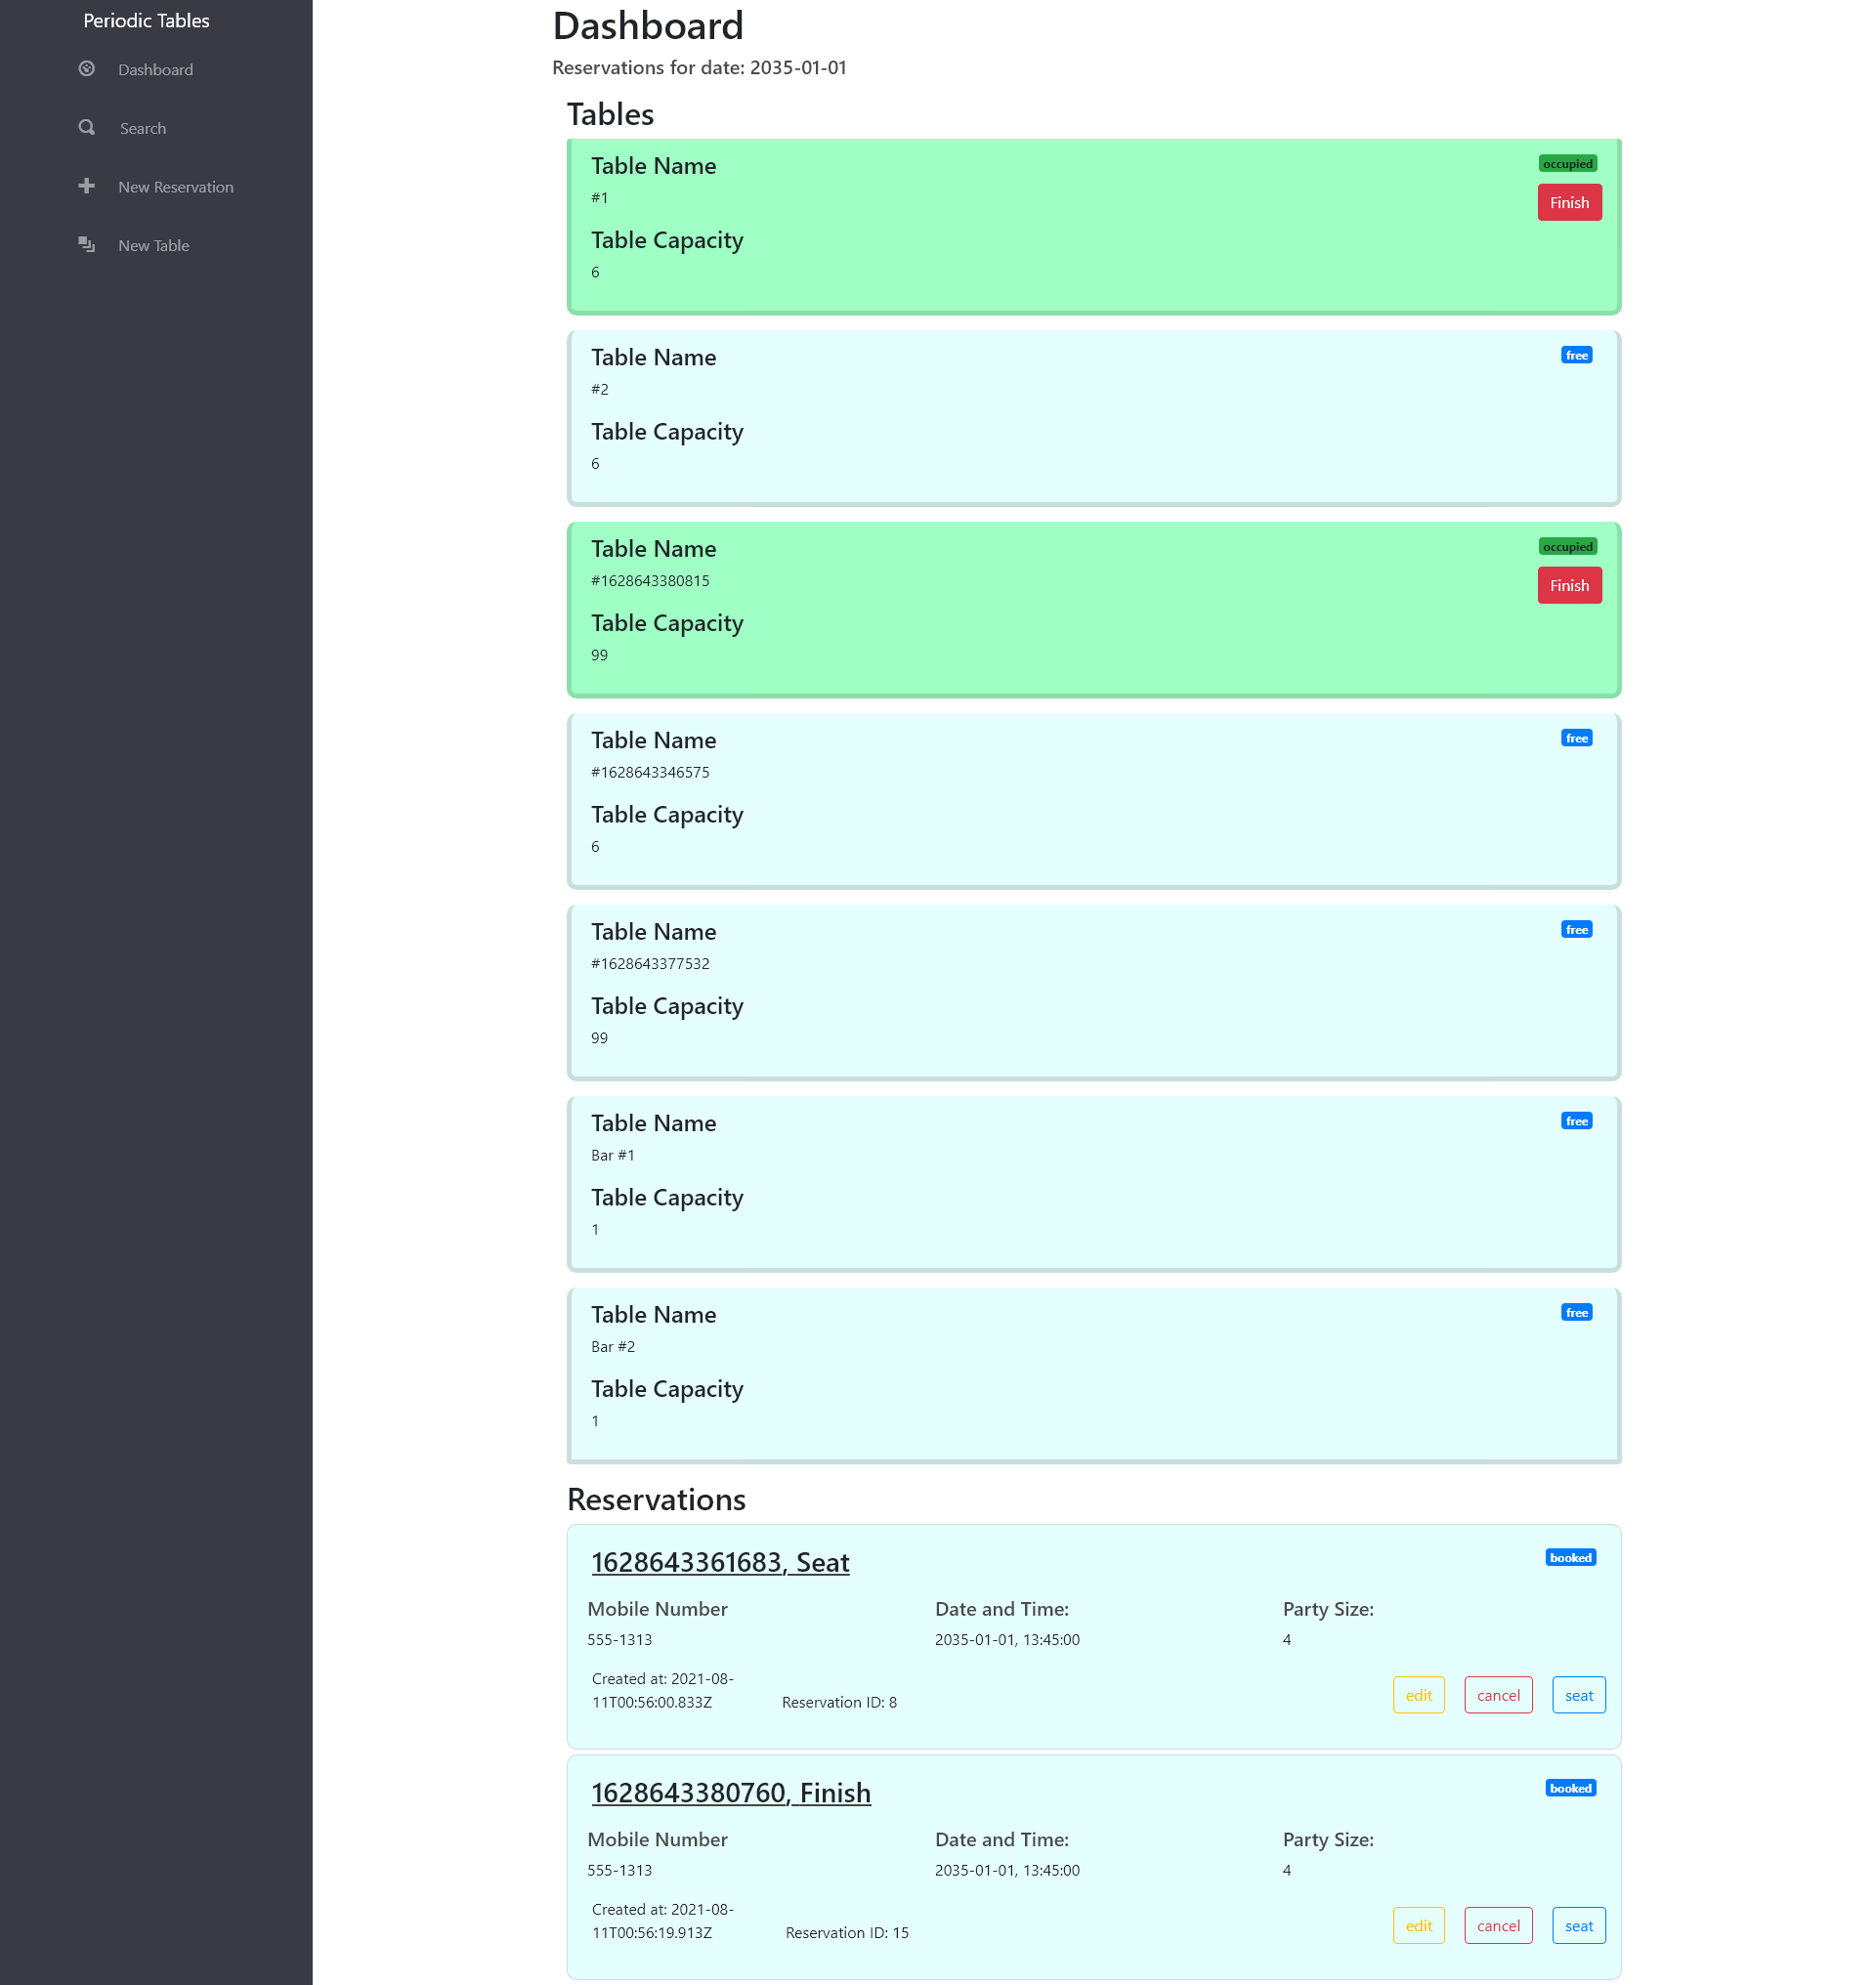 Periodic Tables
Dashboard
Search
New Reservation
New Table
Dashboard
Reservations for date: 2035-01-01
Tables
Table Name
occupied
#1
Finish
Table Capacity
6
Table Name
free
#2
Table Capacity
6
Table Name
occupied
#1628643380815
Finish
Table Capacity
99
Table Name
free
#1628643346575
Table Capacity
6
Table Name
free
#1628643377532
Table Capacity
99
Table Name
free
Bar #1
Table Capacity
1
Table Name
free
Bar #2
Table Capacity
1
Reservations
1628643361683, Seat
booked
Mobile Number Date and Time: Party Size:
555-1313 2035-01-01, 13:45:00 4
Created at: 2021-08-
11T00:56:00.833Z Reservation ID: 8
edit cancel seat
1628643380760, Finish
booked
Mobile Number Date and Time: Party Size:
555-1313 2035-01-01, 13:45:00 4
Created at: 2021-08-
11T00:56:19.913Z Reservation ID: 15
edit cancel seat